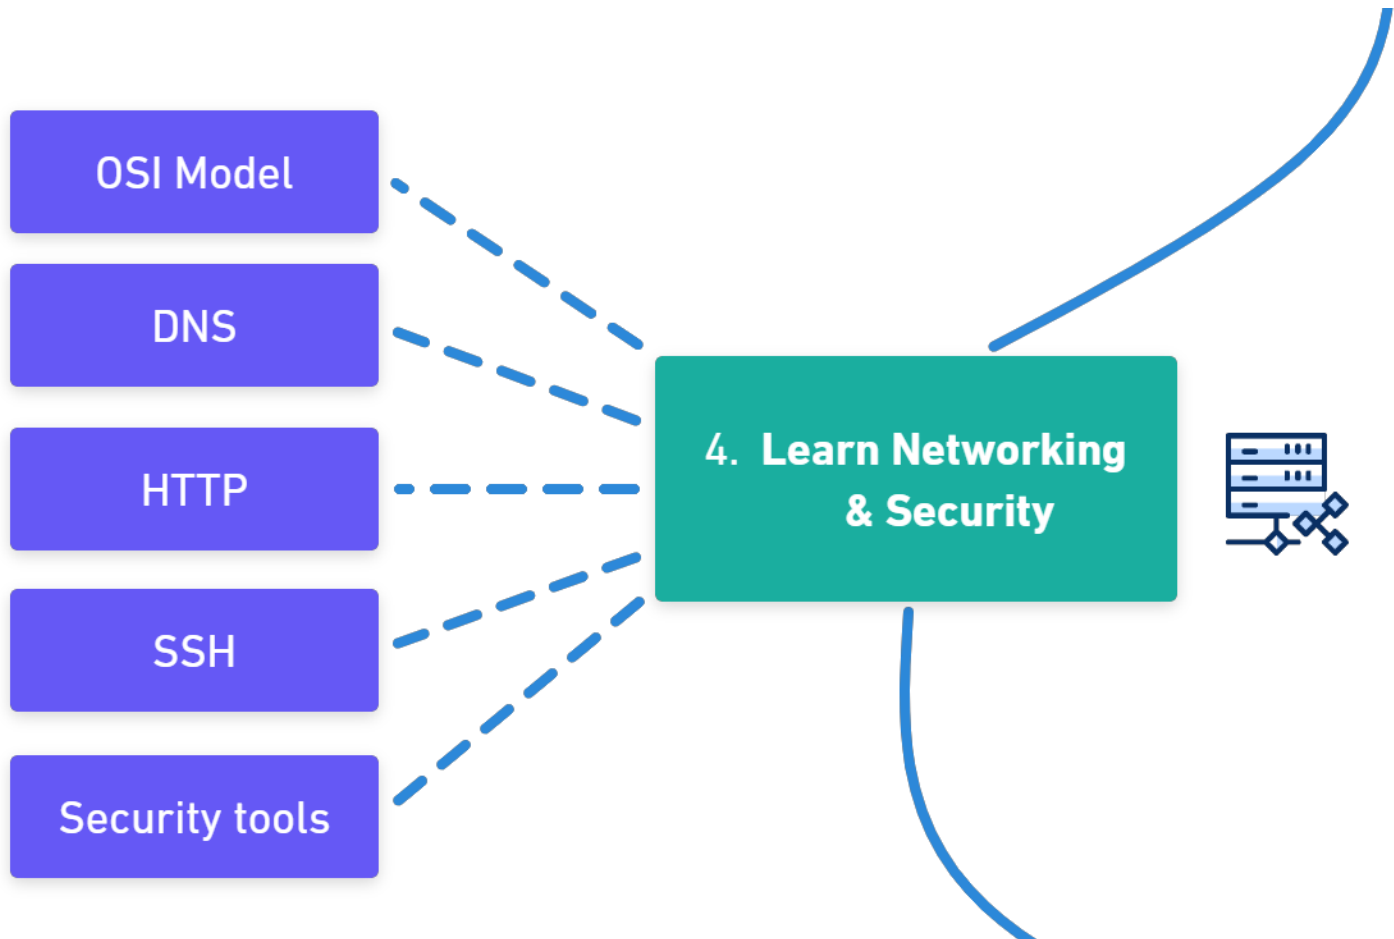 OSI Model
DNS
HTTP
SSH
Security tools
4. Learn Networking
& Security